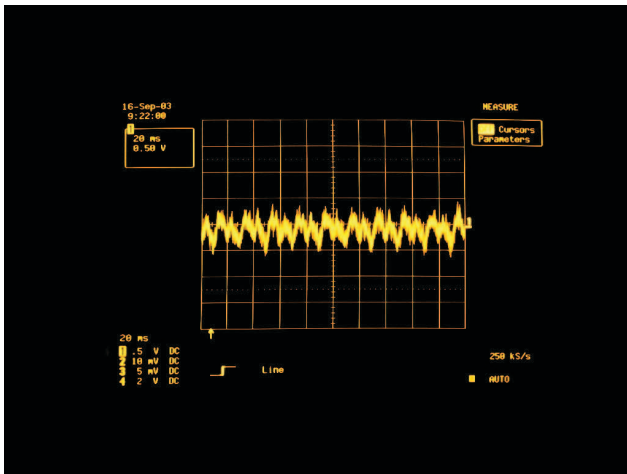 16-Sep-03
9:22:00
1
20 ms
0.50 V
MEASURE
Cursors
Parameters
1
20 ms
1 .5 V DC
2 10 mV DC
3 5 mV DC
4 2 V DC
Line
250 kS/s
AUTO